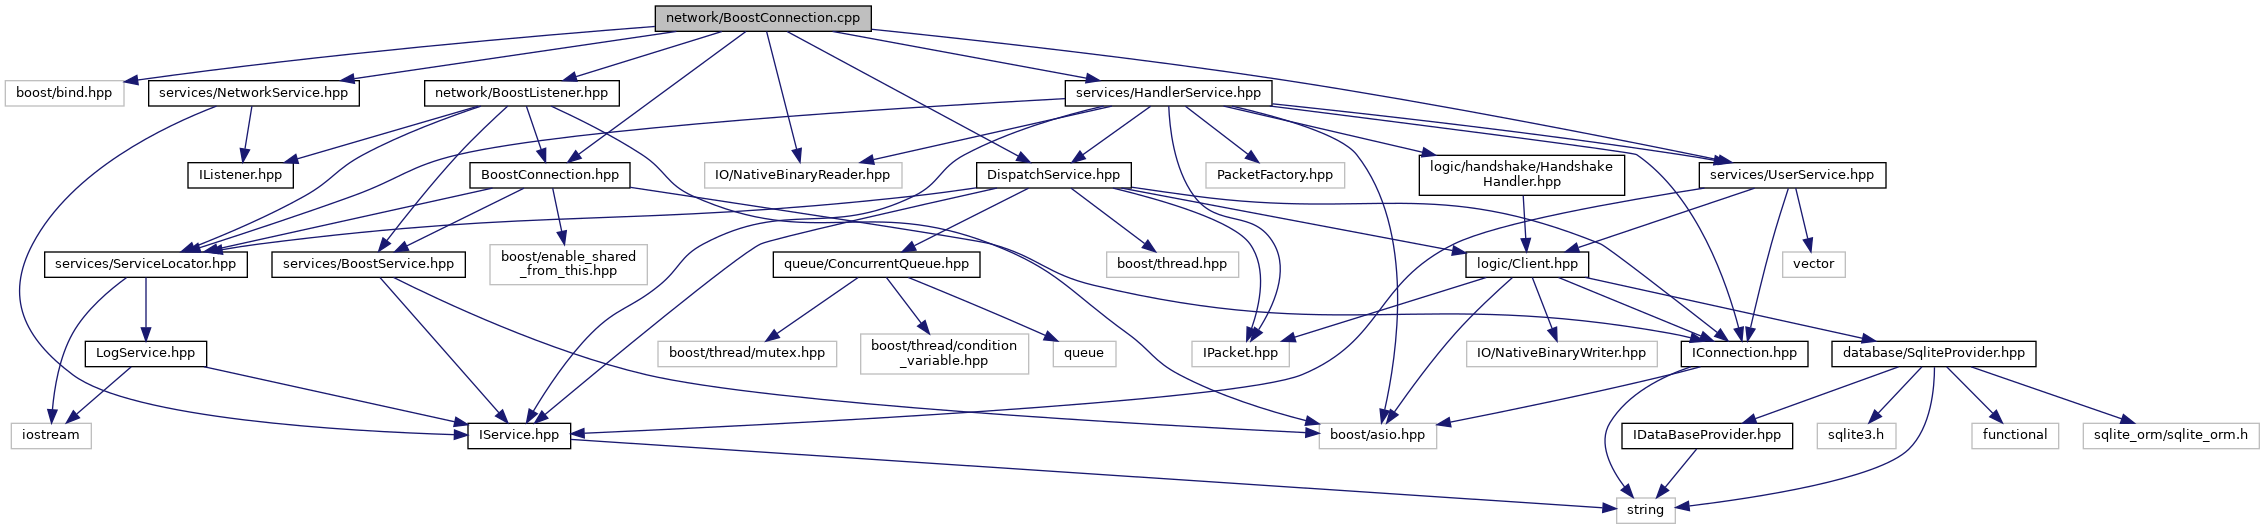 network/BoostConnection.cpp
boost/bind.hpp
services/NetworkService.hpp
network/BoostListener.hpp
services/HandlerService.hpp
IListener.hpp
BoostConnection.hpp
IO/NativeBinaryReader.hpp
DispatchService.hpp
PacketFactory.hpp
logic/handshake/Handshake
Handler.hpp
services/UserService.hpp
services/ServiceLocator.hpp
services/BoostService.hpp
boost/enable_shared
_from_this.hpp
queue/ConcurrentQueue.hpp
boost/thread.hpp
logic/Client.hpp
vector
LogService.hpp
boost/thread/mutex.hpp
boost/thread/condition
_variable.hpp
queue
IPacket.hpp
IO/NativeBinaryWriter.hpp
IConnection.hpp
database/SqliteProvider.hpp
iostream
IService.hpp
boost/asio.hpp
IDataBaseProvider.hpp
sqlite3.h
functional
sqlite_orm/sqlite_orm.h
string